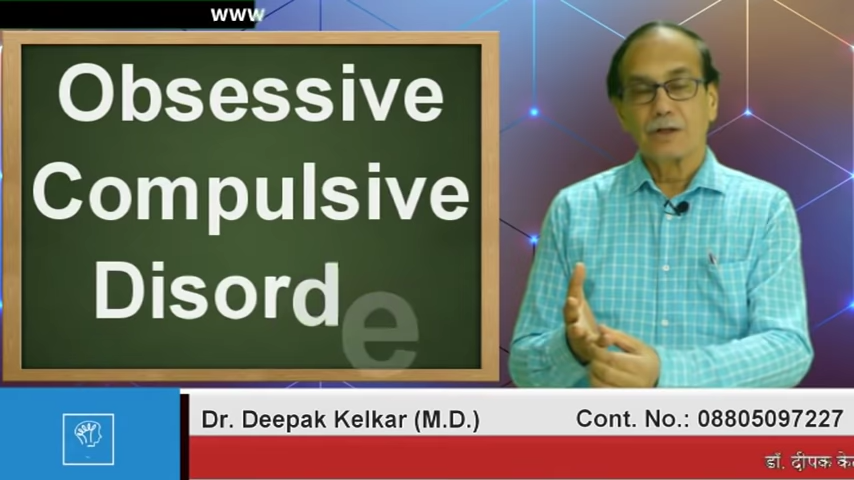 www
Obsessive
Compulsive
Disorde
Dr. Deepak Kelkar (M.D.)
Cont. No.: 08805097227
डॉ. दीपक